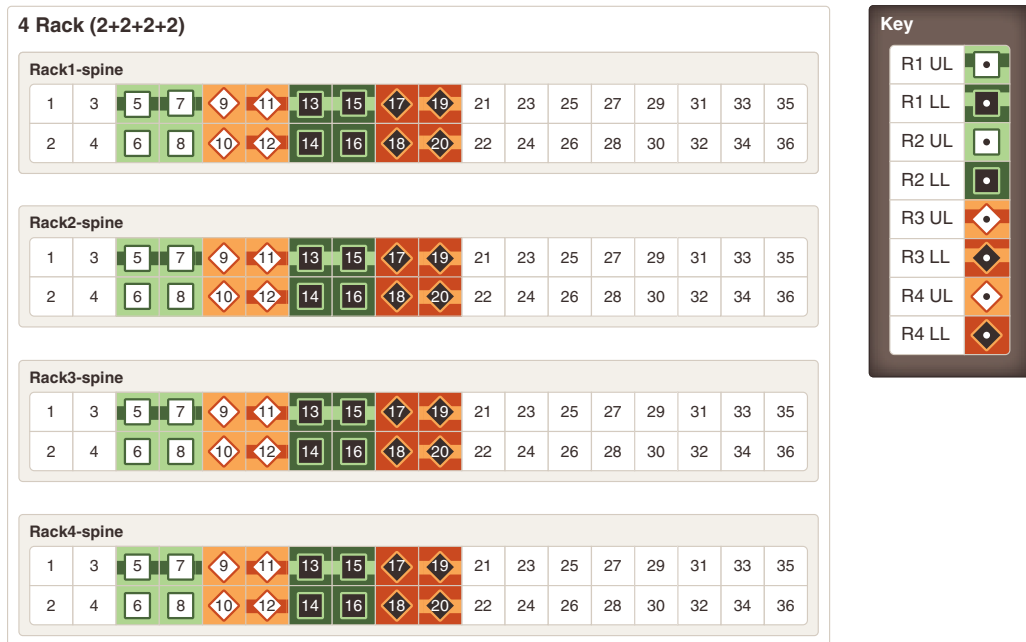 4 Rack (2+2+2+2)
Key
Rack1-spine
1 3 5 7 9 11 13 15 17 19 21 23 25 27 29 31 33 35
2 4 6 8 10 12 14 16 18 20 22 24 26 28 30 32 34 36
Rack2-spine
1 3 5 7 9 11 13 15 17 19 21 23 25 27 29 31 33 35
2 4 6 8 10 12 14 16 18 20 22 24 26 28 30 32 34 36
Rack3-spine
1 3 5 7 9 11 13 15 17 19 21 23 25 27 29 31 33 35
2 4 6 8 10 12 14 16 18 20 22 24 26 28 30 32 34 36
Rack4-spine
1 3 5 7 9 11 13 15 17 19 21 23 25 27 29 31 33 35
2 4 6 8 10 12 14 16 18 20 22 24 26 28 30 32 34 36
R1 UL
R1 LL
R2 UL
R2 LL
R3 UL
R3 LL
R4 UL
R4 LL